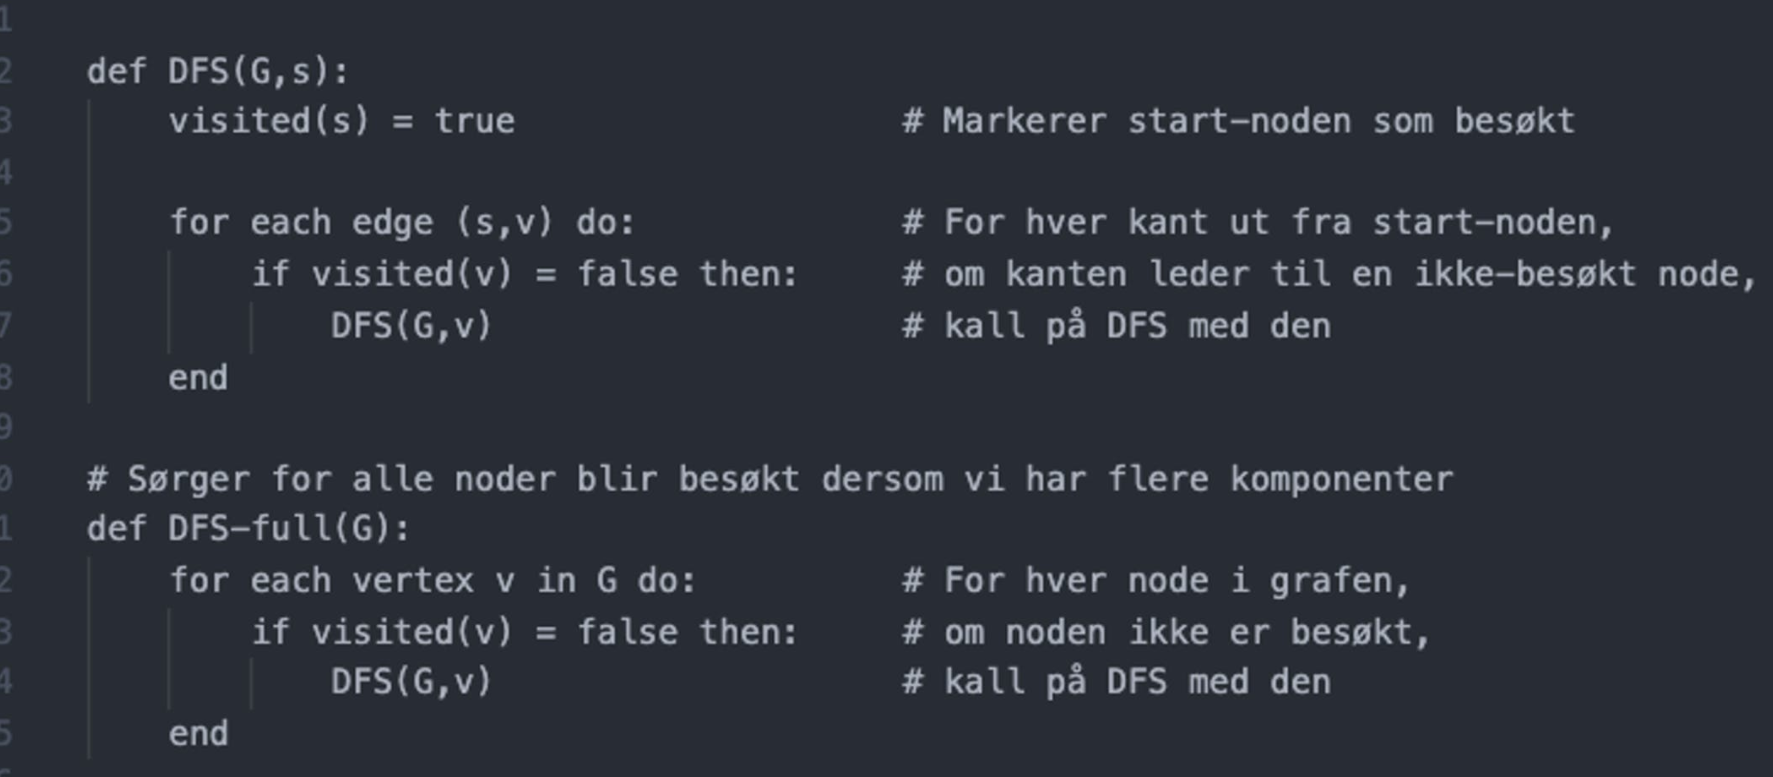 1
2 def DFS(G,s):
3 visited(s) = true # Markerer start-noden som besøkt
4
5 for each edge (s,v) do: # For hver kant ut fra start-noden,
6 if visited(v) = false then: # om kanten leder til en ikke-besøkt node,
7 DFS(G,v) # kall på DFS med den
8 end
9
0 # Sørger for alle noder blir besøkt dersom vi har flere komponenter
1 def DFS-full(G):
2 for each vertex v in G do: # For hver node i grafen,
3 if visited(v) = false then: # om noden ikke er besøkt,
4 DFS(G,v) # kall på DFS med den
5 end